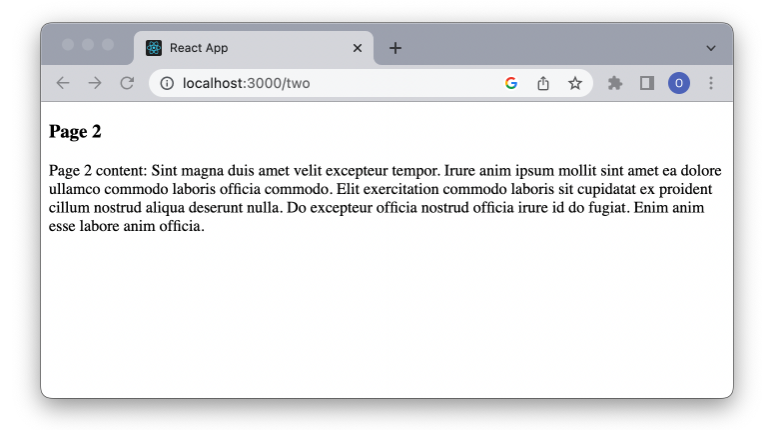 React App
localhost:3000/two
O
Page 2
Page 2 content: Sint magna duis amet velit excepteur tempor. Irure anim ipsum mollit sint amet ea dolore
ullamco commodo laboris officia commodo. Elit exercitation commodo laboris sit cupidatat ex proident
cillum nostrud aliqua deserunt nulla. Do excepteur officia nostrud officia irure id do fugiat. Enim anim
esse labore anim officia.